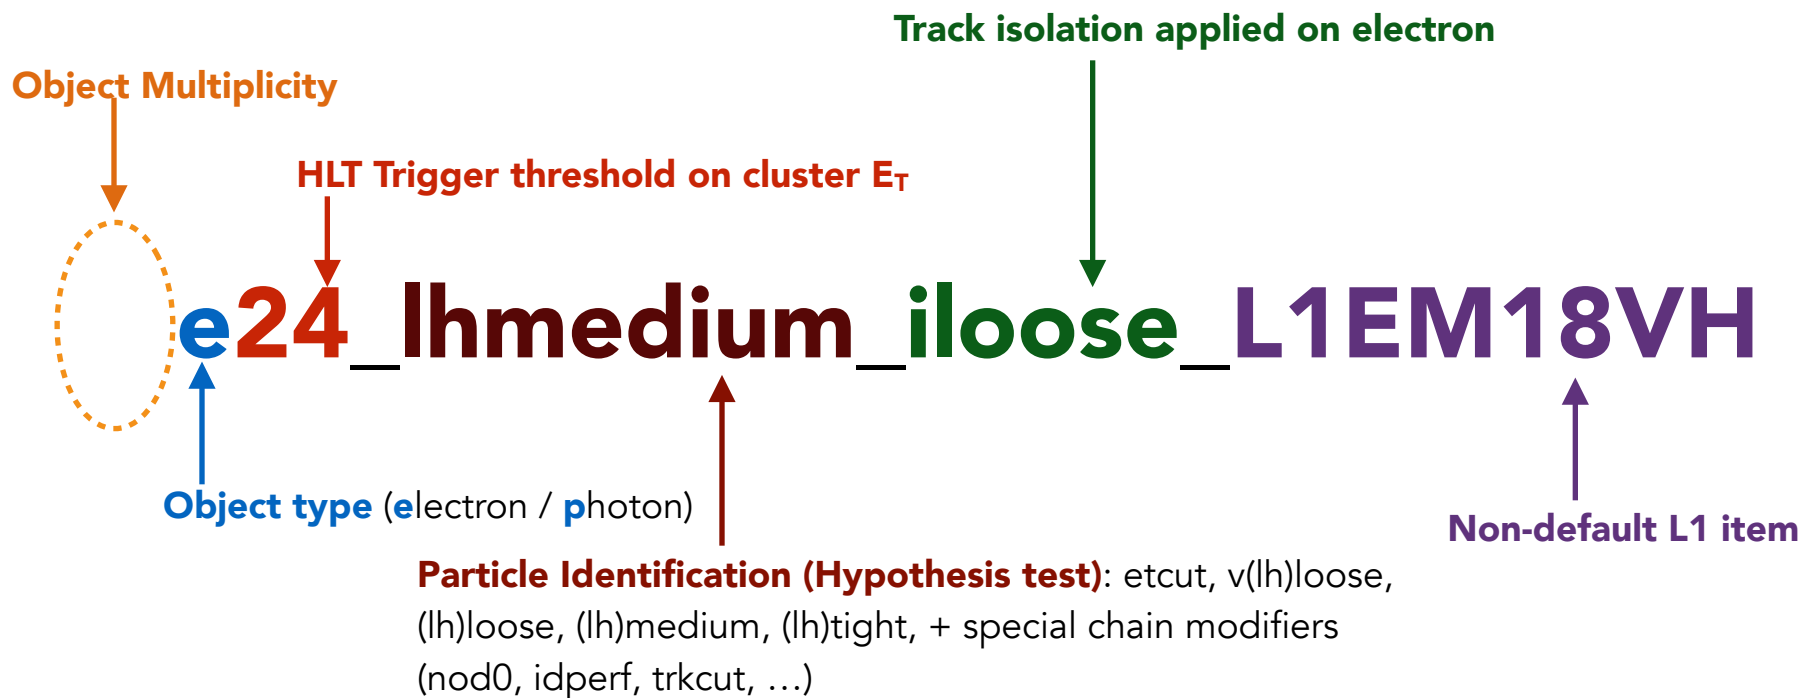 Track isolation applied on electron
Object Multiplicity
HLT Trigger threshold on cluster E_T
e24_lhmedium_iloose_L1EM18VH
Object type (electron / photon)
Non-default L1 item
Particle Identification (Hypothesis test): etcut, v(lh)loose,
(lh)loose, (lh)medium, (lh)tight, + special chain modifiers
(nod0, idperf, trkcut, …)